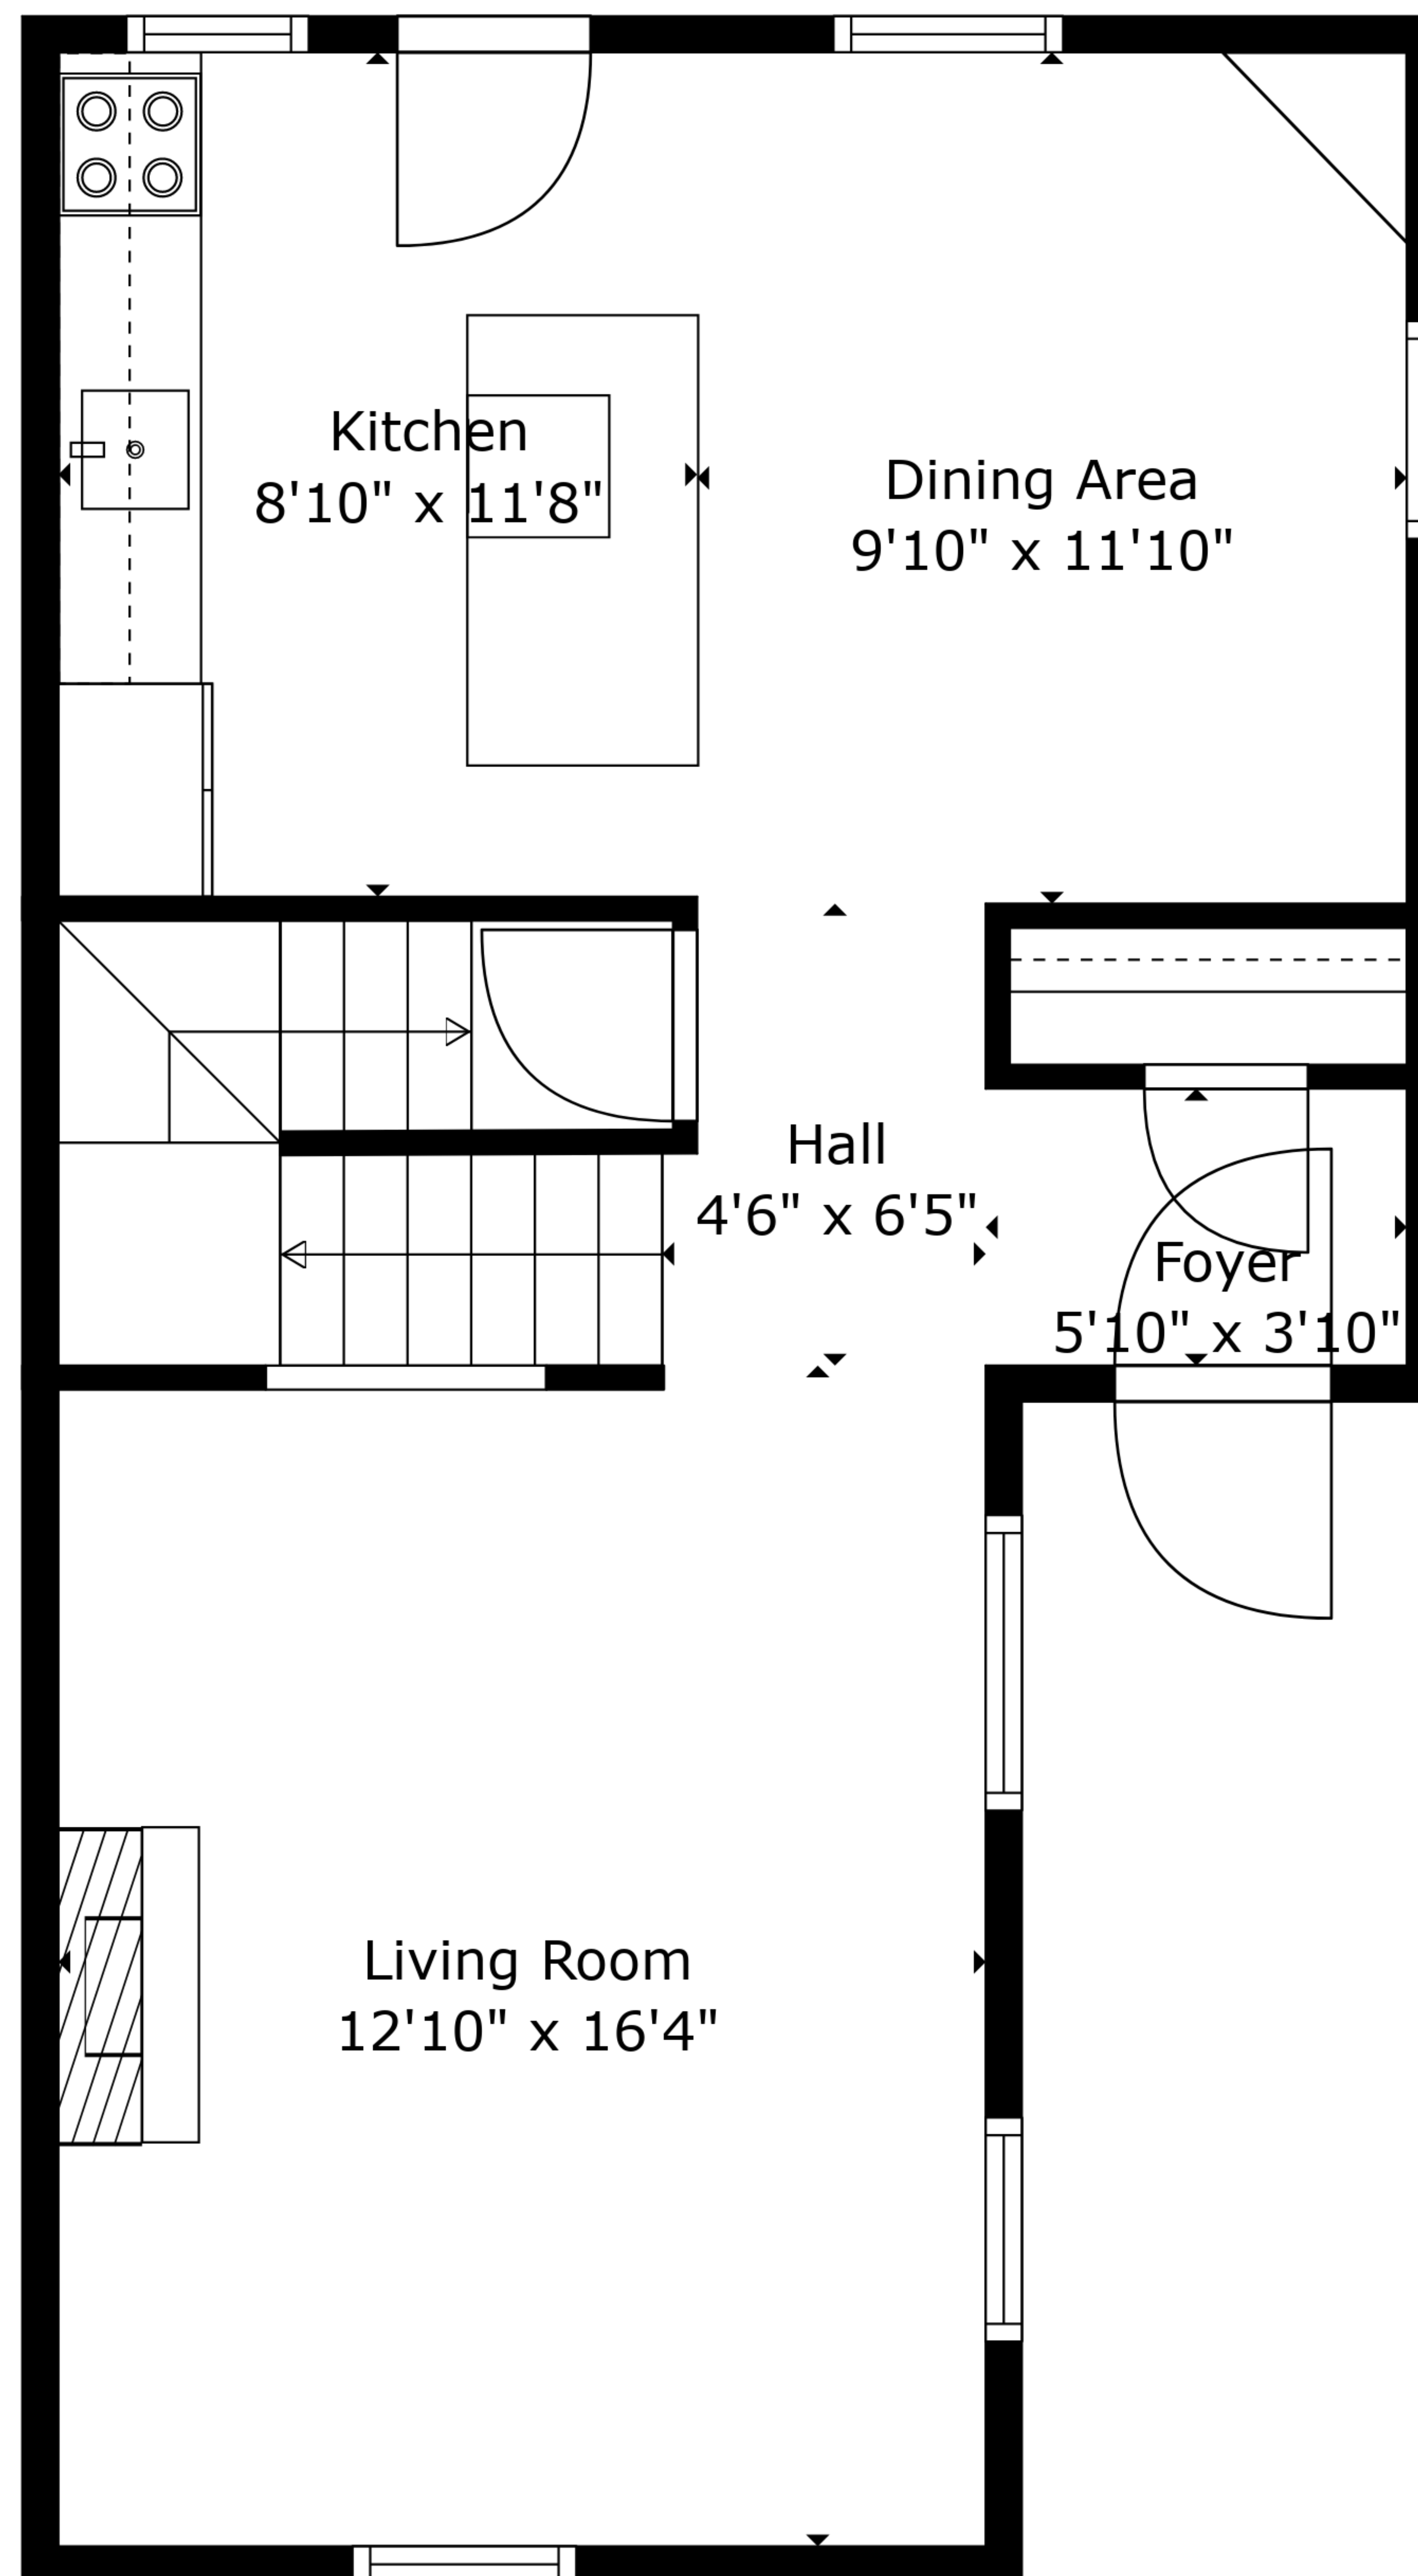 Kitchen
8'10" x 11'8"
Dining Area
9'10" x 11'10"
Hall
4'6" x 6'5"
Foyer
5'10" x 3'10"
Living Room
12'10" x 16'4"